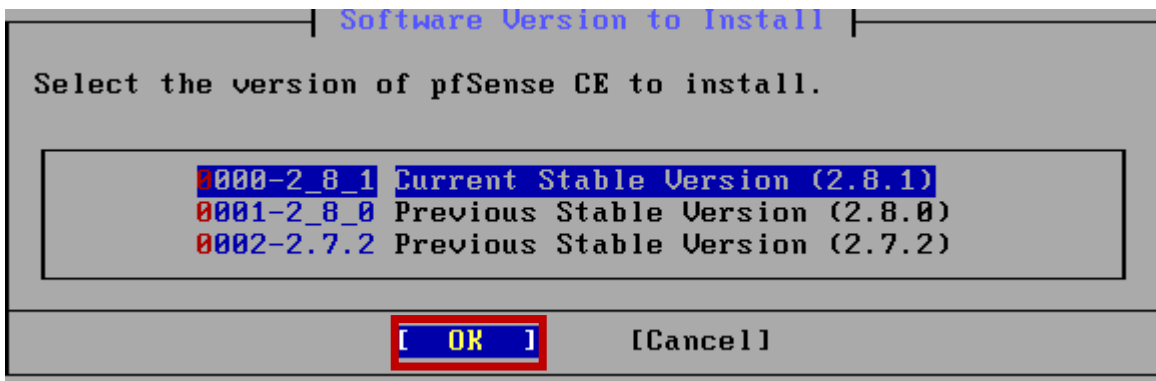 Software Version to Install
Select the version of pfSense CE to install.
0000-2_8_1 Current Stable Version (2.8.1)
0001-2_8_0 Previous Stable Version (2.8.0)
0002-2.7.2 Previous Stable Version (2.7.2)
[ OK ] [Cancel]